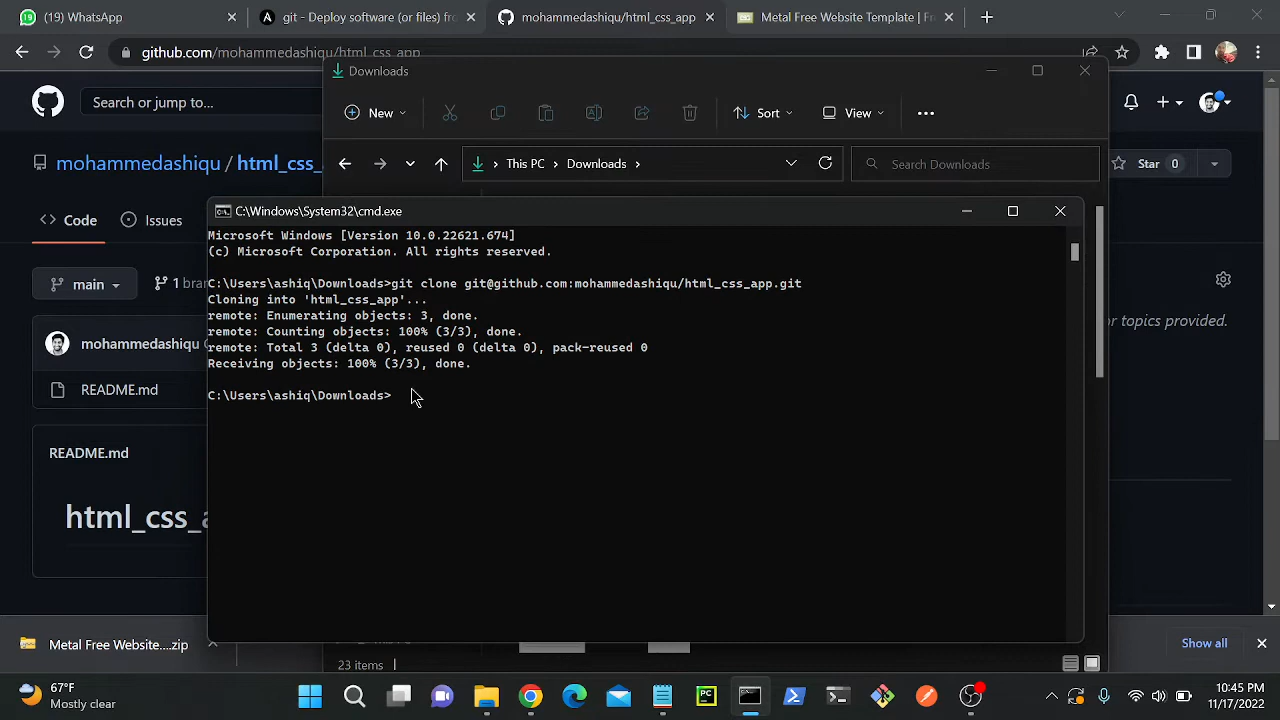 (19) WhatsApp
git - Deploy software (or files) fro
mohammedashiqu/html_css_app
Metal Free Website Template | Fr
github.com/mohammedashiqu/html_css_app
Downloads
Search or jump to...
New
Sort
View
mohammedashiqu / html_css_
This PC > Downloads >
Search Downloads
Star 0
Code
Issues
C:\Windows\System32\cmd.exe
Microsoft Windows [Version 10.0.22621.674]
(c) Microsoft Corporation. All rights reserved.
main
1 bran
C:\Users\ashiq\Downloads>git clone git@github.com:mohammedashiqu/html_css_app.git
Cloning into 'html_css_app'...
remote: Enumerating objects: 3, done.
remote: Counting objects: 100% (3/3), done.
remote: Total 3 (delta 0), reused 0 (delta 0), pack-reused 0
Receiving objects: 100% (3/3), done.
or topics provided.
mohammedashiqu
README.md
C:\Users\ashiq\Downloads>
README.md
html_css_a
Metal Free Website....zip
Show all
23 items
67°F
Mostly clear
10:45 PM
11/17/2022